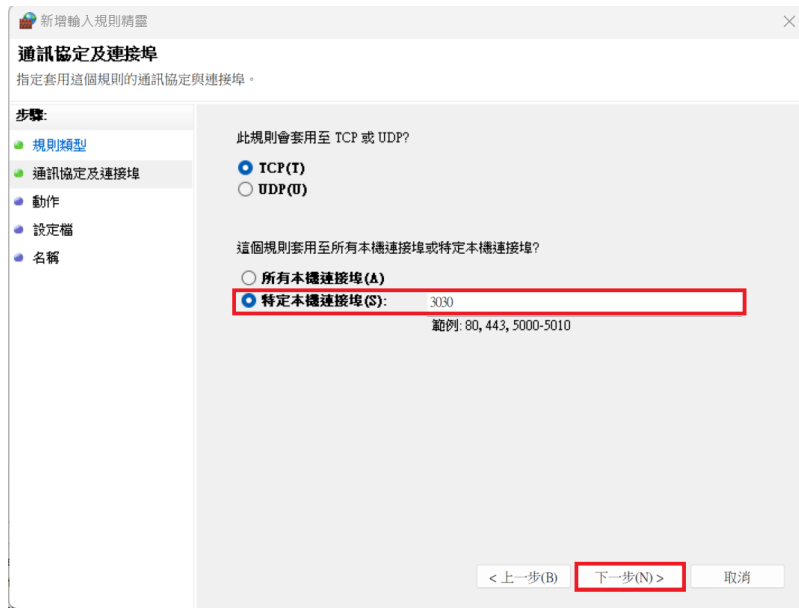 新增輸入規則精靈
通訊協定及連接埠
指定套用這個規則的通訊協定與連接埠。
步驟:
規則類型
通訊協定及連接埠
動作
設定檔
名稱
此規則會套用至 TCP 或 UDP?
TCP(T)
UDP(U)
這個規則套用至所有本機連接埠或特定本機連接埠?
所有本機連接埠(A)
特定本機連接埠(S): 3030
範例: 80, 443, 5000-5010
< 上一步(B) 下一步(N) > 取消